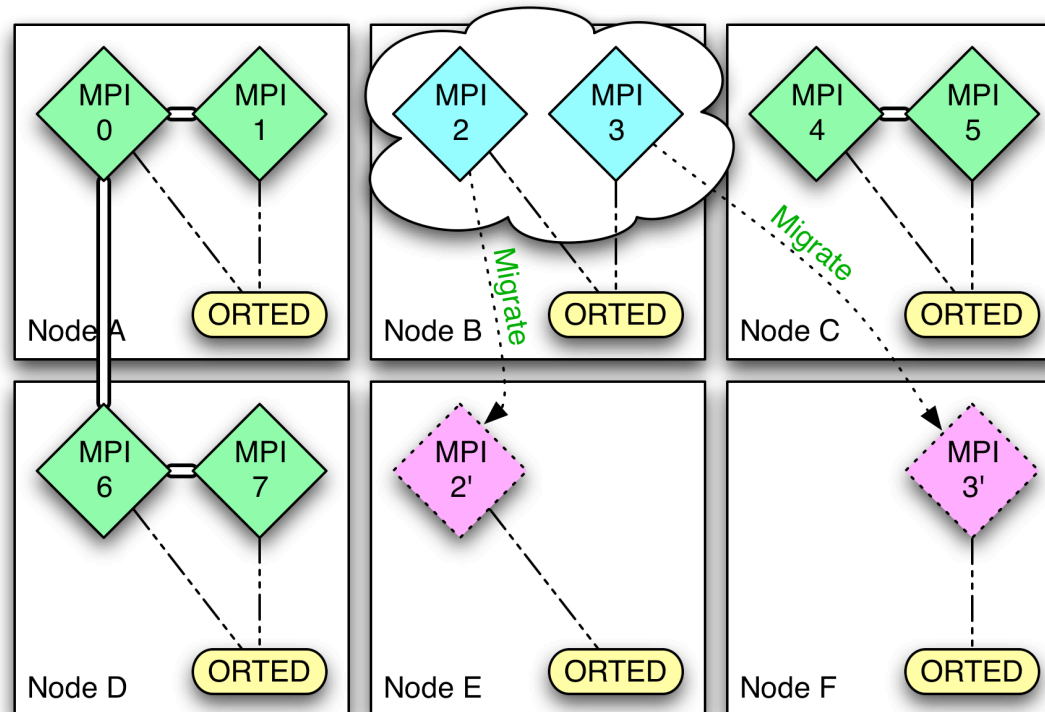 MPI
0
MPI
1
ORTED
Node A
MPI
2
MPI
3
Migrate
ORTED
Node B
MPI
4
MPI
5
Migrate
ORTED
Node C
MPI
6
MPI
7
ORTED
Node D
MPI
2'
ORTED
Node E
MPI
3'
ORTED
Node F